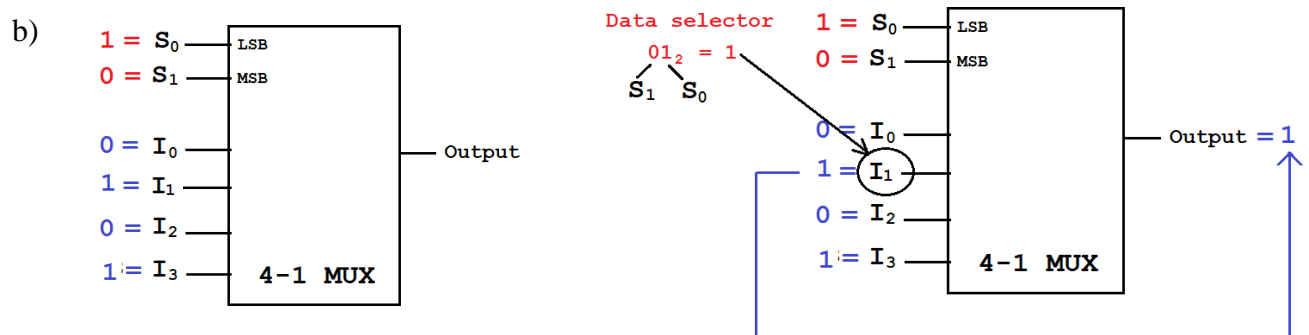 b)
1 = S₀ LSB
0 = S₁ MSB
0 = I₀
Output
1 = I₁
0 = I₂
1 = I₃
4-1 MUX
Data selector
01₂ = 1
S₁ S₀
1 = S₀ LSB
0 = S₁ MSB
0 = I₀
Output = 1
1 = I₁
0 = I₂
1 = I₃
4-1 MUX